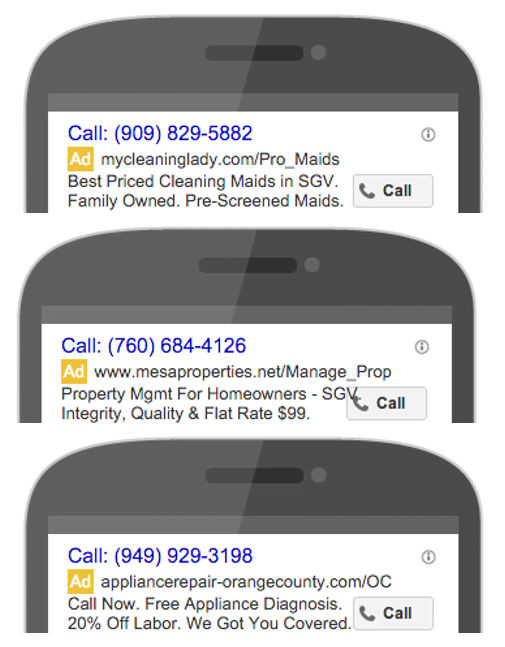 Call: (909) 829-5882
Ad mycleaninglady.com/Pro_Maids
Best Priced Cleaning Maids in SGV.
Family Owned. Pre-Screened Maids.
Call
Call: (760) 684-4126
Ad www.mesaproperties.net/Manage_Prop
Property Mgmt For Homeowners - SGV.
Integrity, Quality & Flat Rate $99.
Call
Call: (949) 929-3198
Ad appliancerepair-orangecounty.com/OC
Call Now. Free Appliance Diagnosis.
20% Off Labor. We Got You Covered.
Call